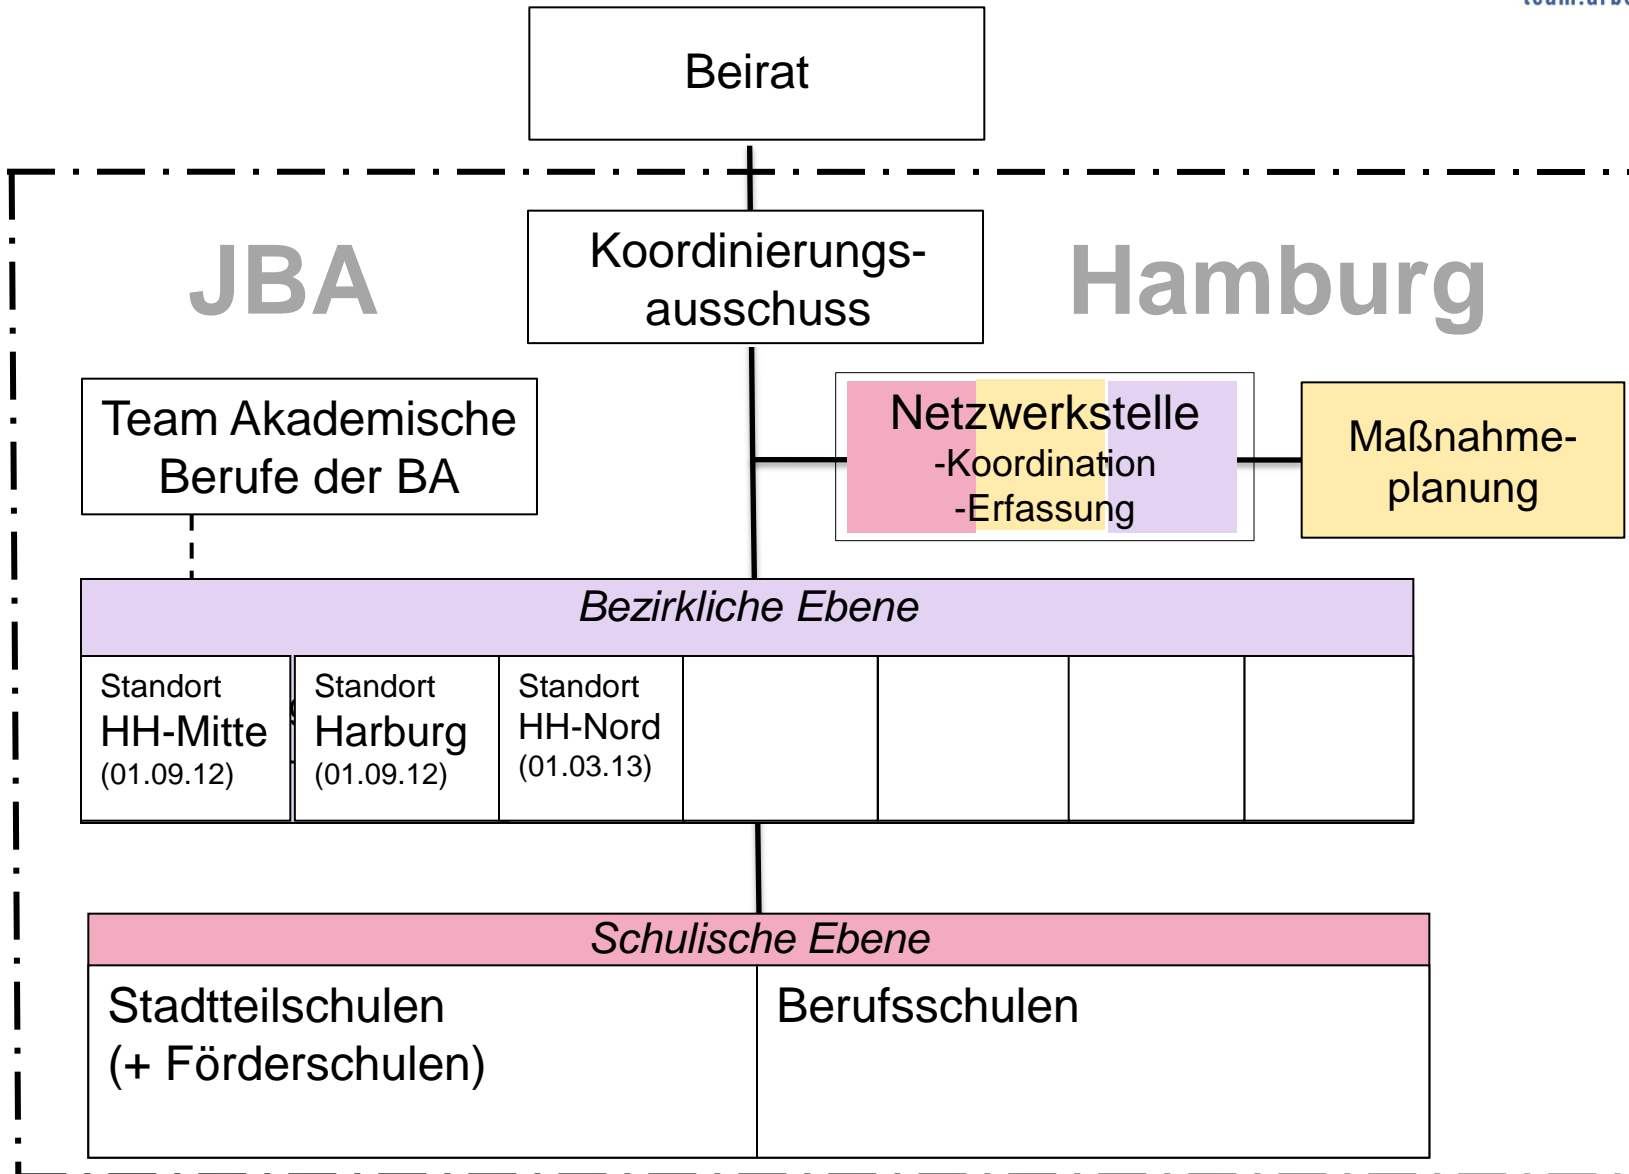 Beirat
JBA
Koordinierungs-
ausschuss
Hamburg
Team Akademische
Berufe der BA
Netzwerkstelle
-Koordination
-Erfassung
Maßnahme-
planung
Bezirkliche Ebene
Standort
HH-Mitte
(01.09.12)
Standort
Harburg
(01.09.12)
Standort
HH-Nord
(01.03.13)
Schulische Ebene
Stadtteilschulen
(+ Förderschulen)
Berufsschulen